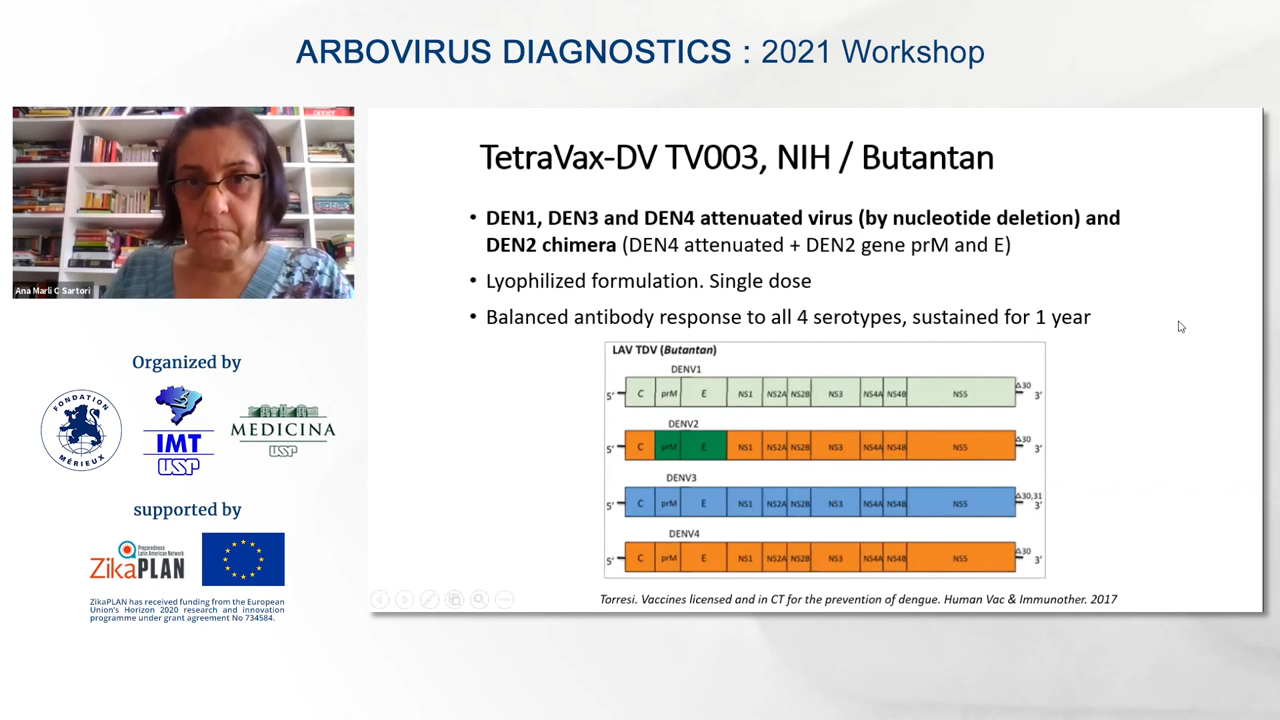 ARBOVIRUS DIAGNOSTICS : 2021 Workshop
Ana Marli C Sartori
Organized by
FONDATION
MÉRIEUX
IMT
USP
MEDICINA
USP
supported by
Preparedness
Latin American Network
ZikaPLAN
ZikaPLAN has received funding from the European
Union's Horizon 2020 research and innovation
programme under grant agreement No 734584.
TetraVax-DV TV003, NIH / Butantan
• DEN1, DEN3 and DEN4 attenuated virus (by nucleotide deletion) and
DEN2 chimera (DEN4 attenuated + DEN2 gene prM and E)
• Lyophilized formulation. Single dose
• Balanced antibody response to all 4 serotypes, sustained for 1 year
LAV TDV (Butantan)
DENV1
5′ C prM E NS1 NS2A NS2B NS3 NS4A NS4B NS5 Δ30 3′
DENV2
5′ C prM E NS1 NS2A NS2B NS3 NS4A NS4B NS5 Δ30 3′
DENV3
5′ C prM E NS1 NS2A NS2B NS3 NS4A NS4B NS5 Δ30,31 3′
DENV4
5′ C prM E NS1 NS2A NS2B NS3 NS4A NS4B NS5 Δ30 3′
Torresi. Vaccines licensed and in CT for the prevention of dengue. Human Vac & Immunother. 2017